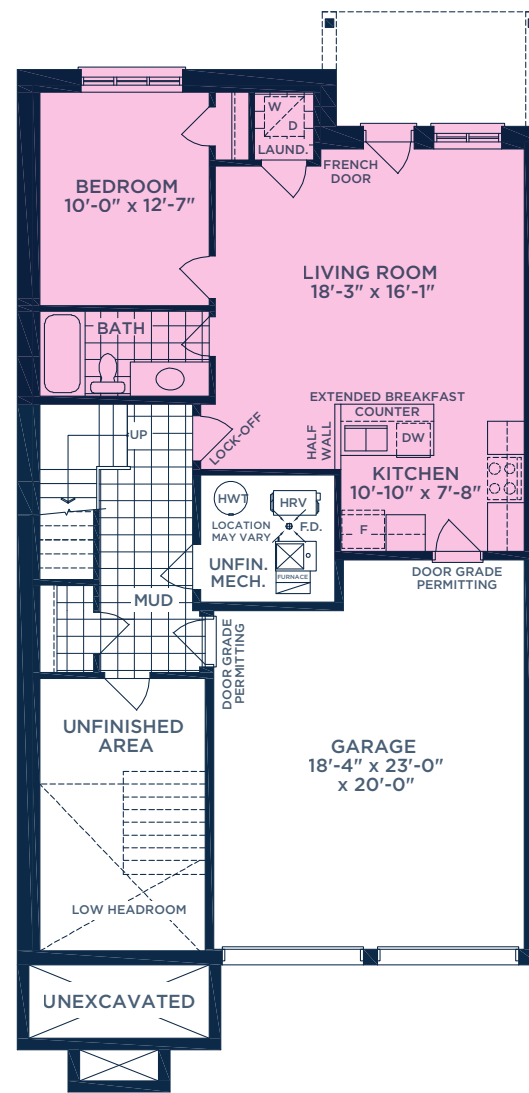 W
D
LAUND.
FRENCH
DOOR
BEDROOM
10'-0" x 12'-7"
LIVING ROOM
18'-3" x 16'-1"
BATH
EXTENDED BREAKFAST
COUNTER
UP
LOCK-OFF
HALF
WALL
DW
KITCHEN
10'-10" x 7'-8"
HWT
HRV
LOCATION
MAY VARY
F.D.
F
UNFIN.
MECH.
FURNACE
DOOR GRADE
PERMITTING
MUD
DOOR GRADE
PERMITTING
UNFINISHED
AREA
GARAGE
18'-4" x 23'-0"
x 20'-0"
LOW HEADROOM
UNEXCAVATED